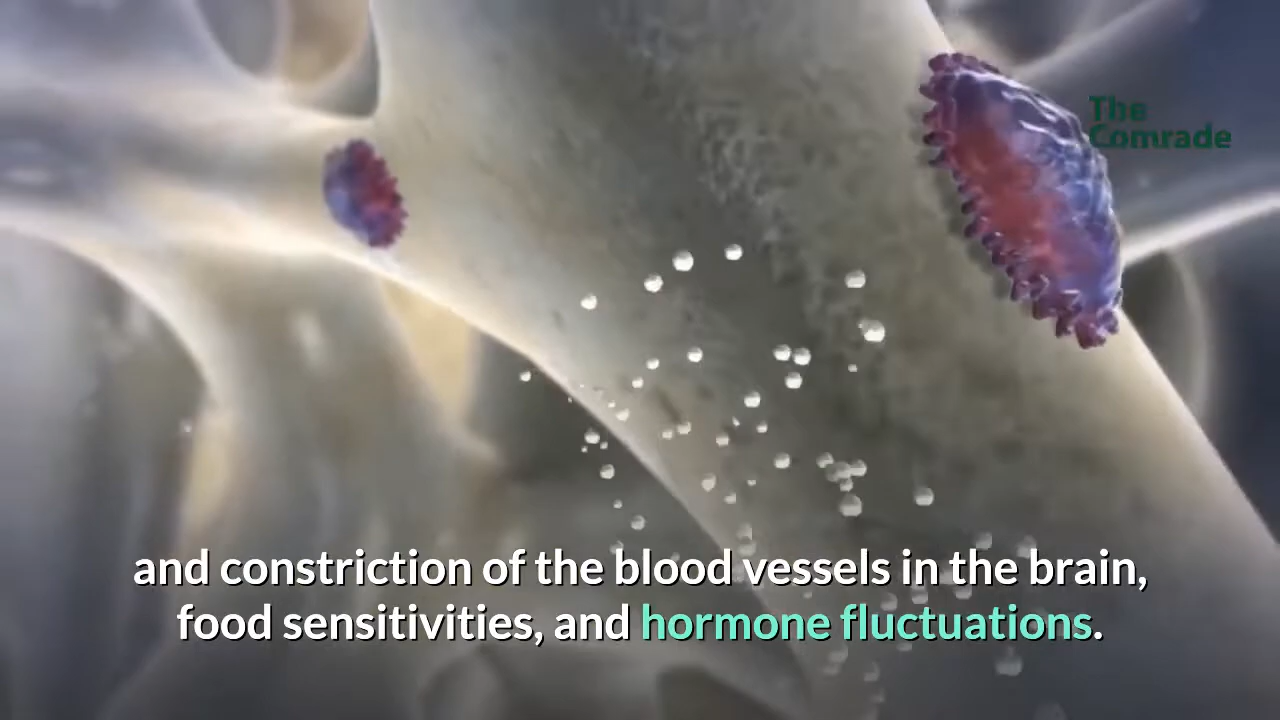 The
Comrade
and constriction of the blood vessels in the brain,
food sensitivities, and hormone fluctuations.